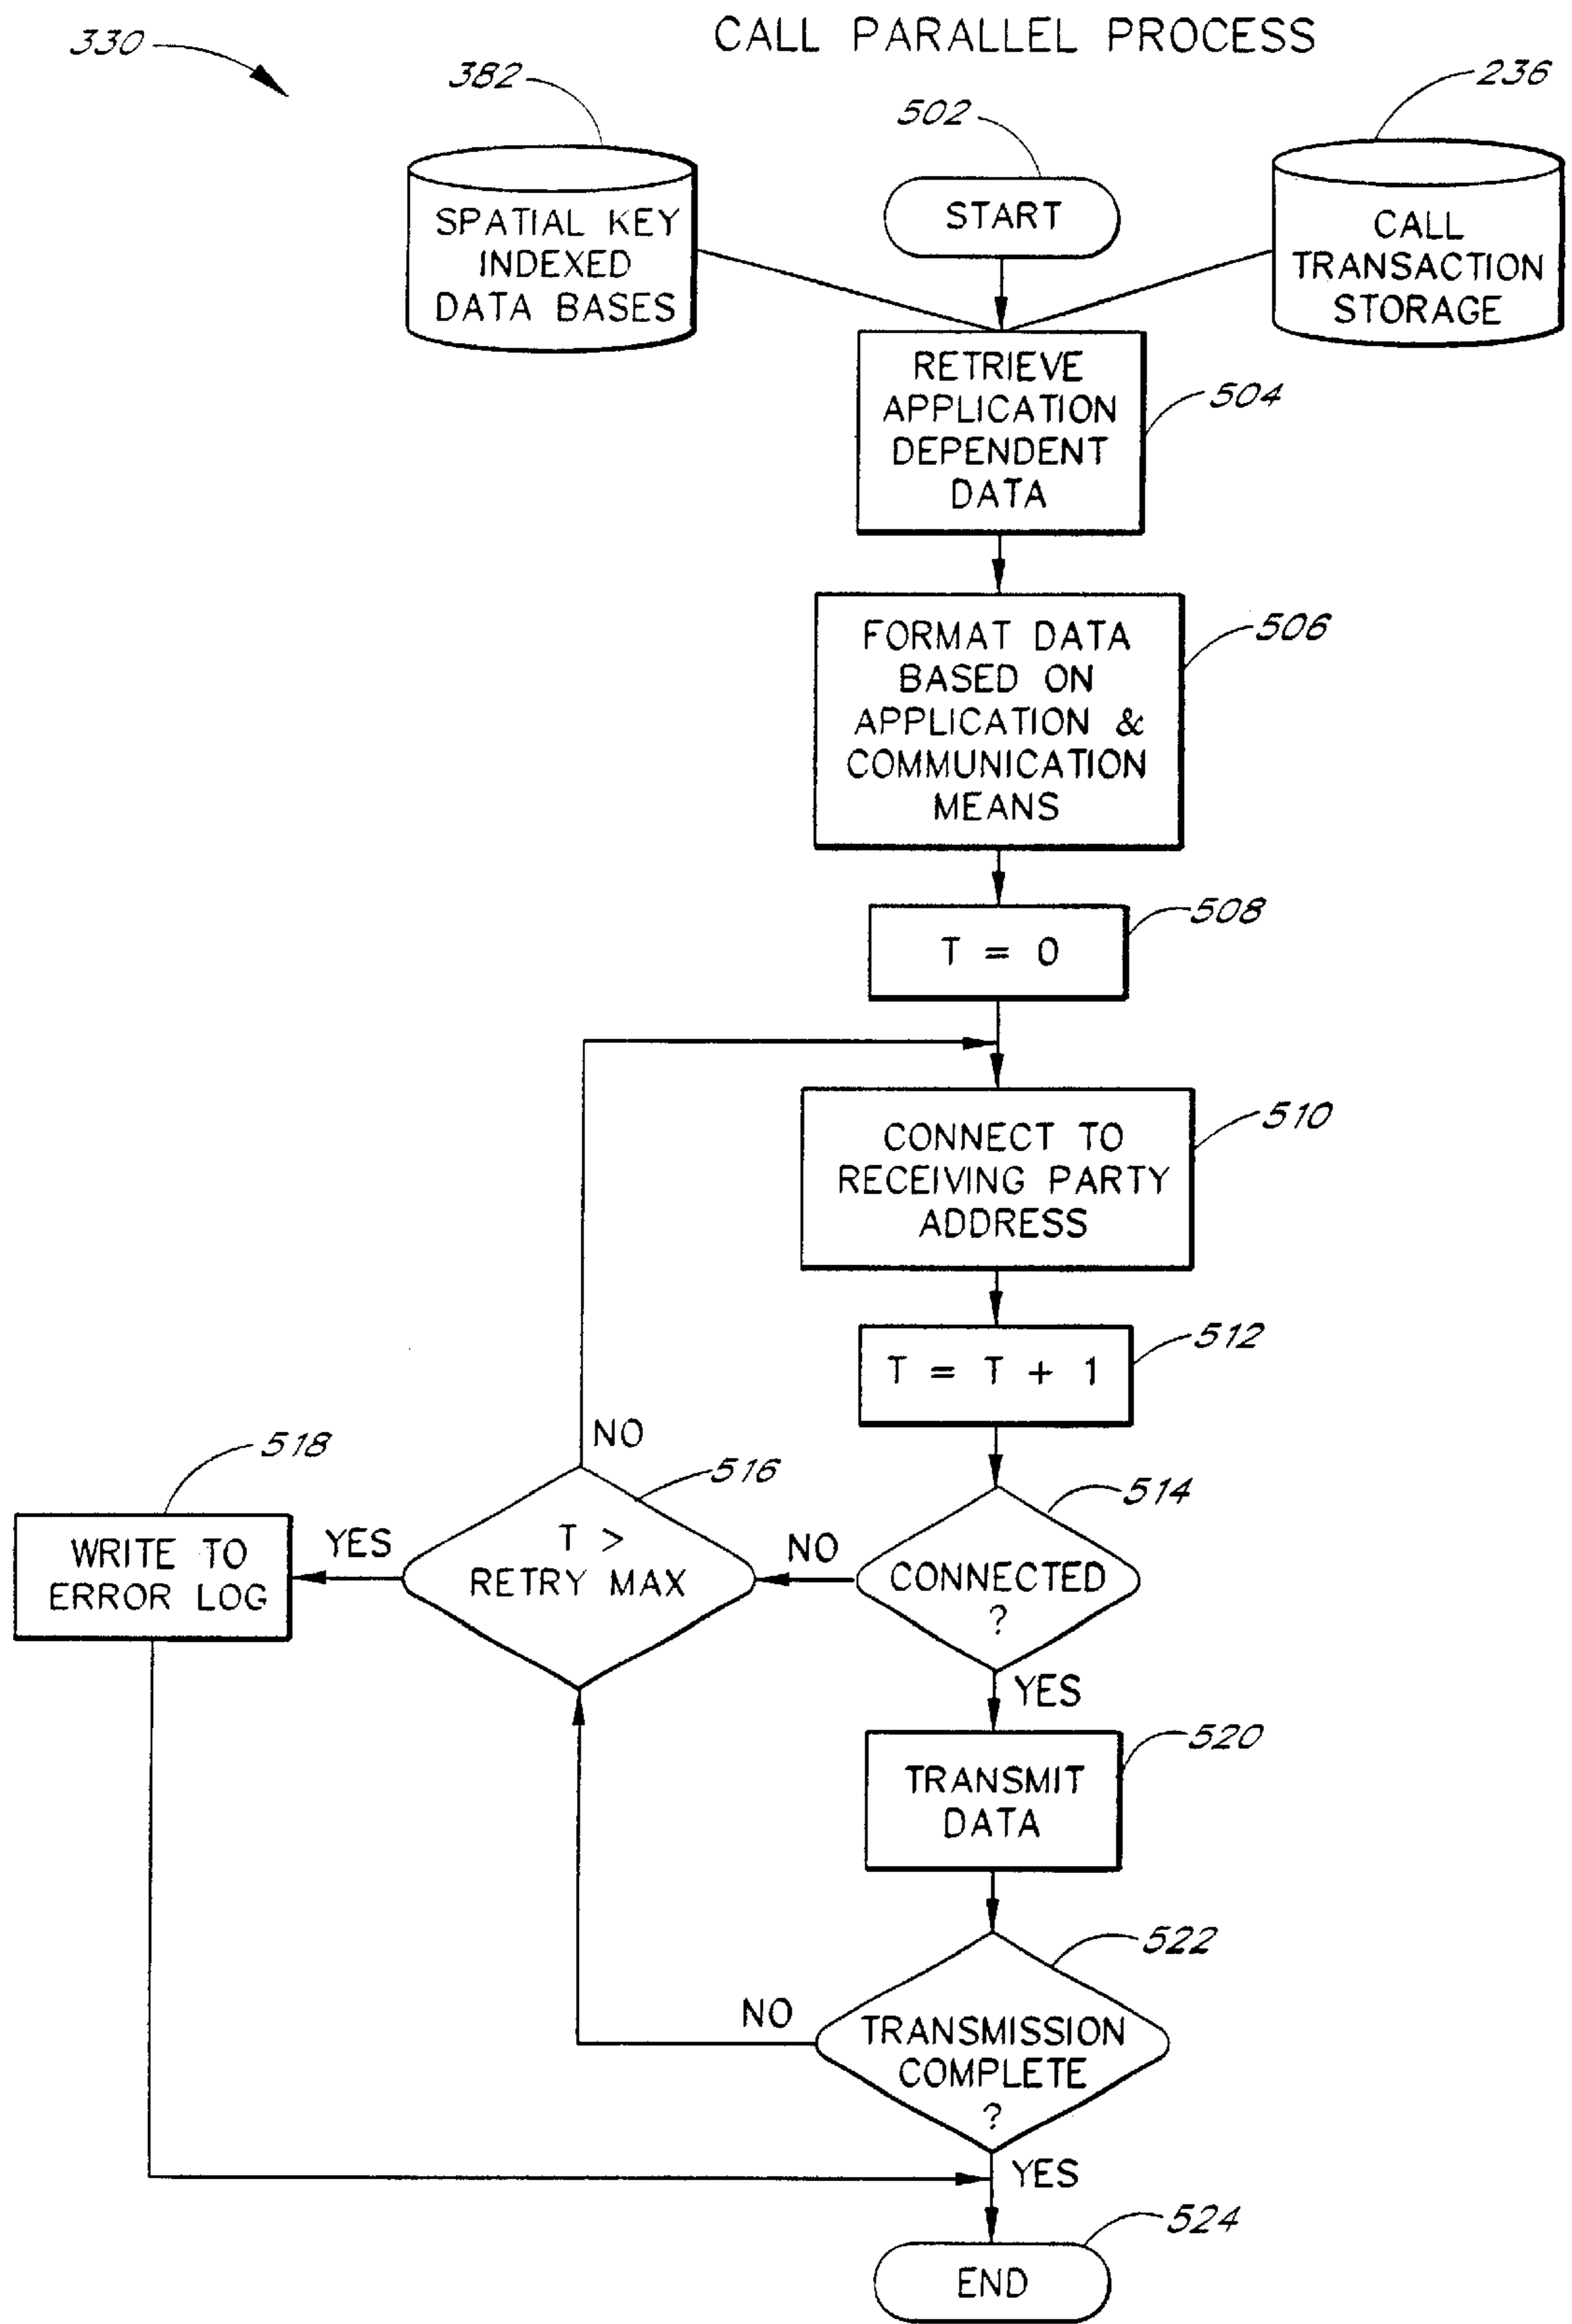 CALL PARALLEL PROCESS
330
382
502
236
SPATIAL KEY
INDEXED
DATA BASES
START
CALL
TRANSACTION
STORAGE
RETRIEVE
APPLICATION
DEPENDENT
DATA
504
FORMAT DATA
BASED ON
APPLICATION &
COMMUNICATION
MEANS
506
T = 0
508
CONNECT TO
RECEIVING PARTY
ADDRESS
510
T = T + 1
512
NO
518
516
514
WRITE TO
ERROR LOG
YES
T >
RETRY MAX
NO
CONNECTED
?
YES
TRANSMIT
DATA
520
522
NO
TRANSMISSION
COMPLETE
?
YES
524
END